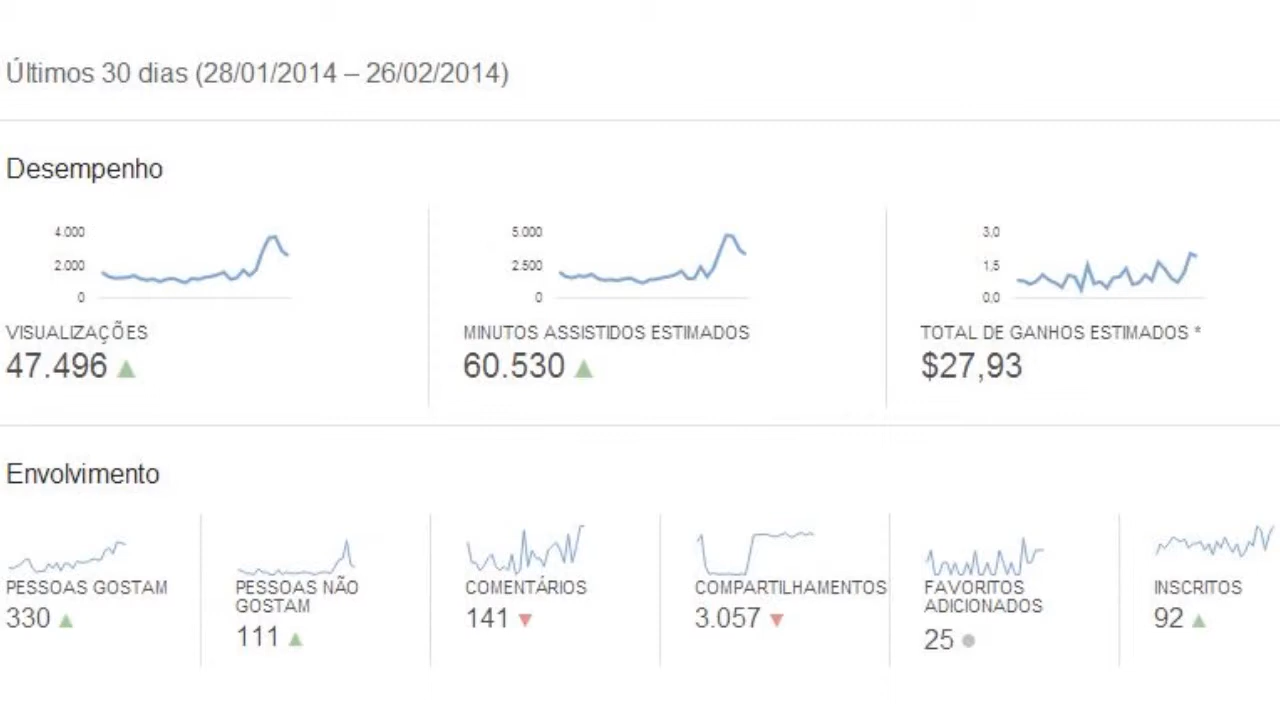 Últimos 30 dias (28/01/2014 – 26/02/2014)
Desempenho
4.000
2.000
0
VISUALIZAÇÕES
47.496
5.000
2.500
0
MINUTOS ASSISTIDOS ESTIMADOS
60.530
3,0
1,5
0,0
TOTAL DE GANHOS ESTIMADOS *
$27,93
Envolvimento
PESSOAS GOSTAM
330
PESSOAS NÃO
GOSTAM
111
COMENTÁRIOS
141
COMPARTILHAMENTOS
3.057
FAVORITOS
ADICIONADOS
25
INSCRITOS
92